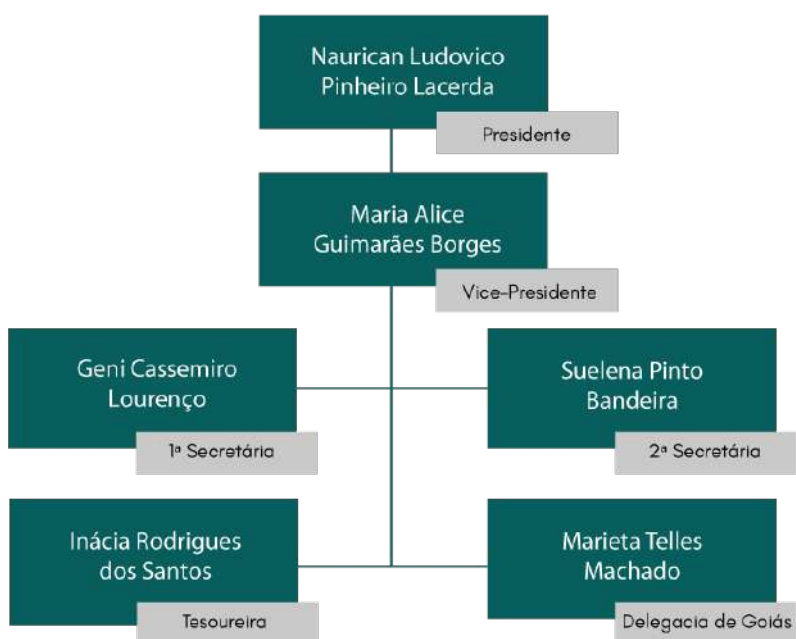 Naurican Ludovico
Pinheiro Lacerda
Presidente
Maria Alice
Guimarães Borges
Vice-Presidente
Geni Cassemiro
Lourenço
1ª Secretária
Suelena Pinto
Bandeira
2ª Secretária
Inácia Rodrigues
dos Santos
Tesoureira
Marieta Telles
Machado
Delegacia de Goiás